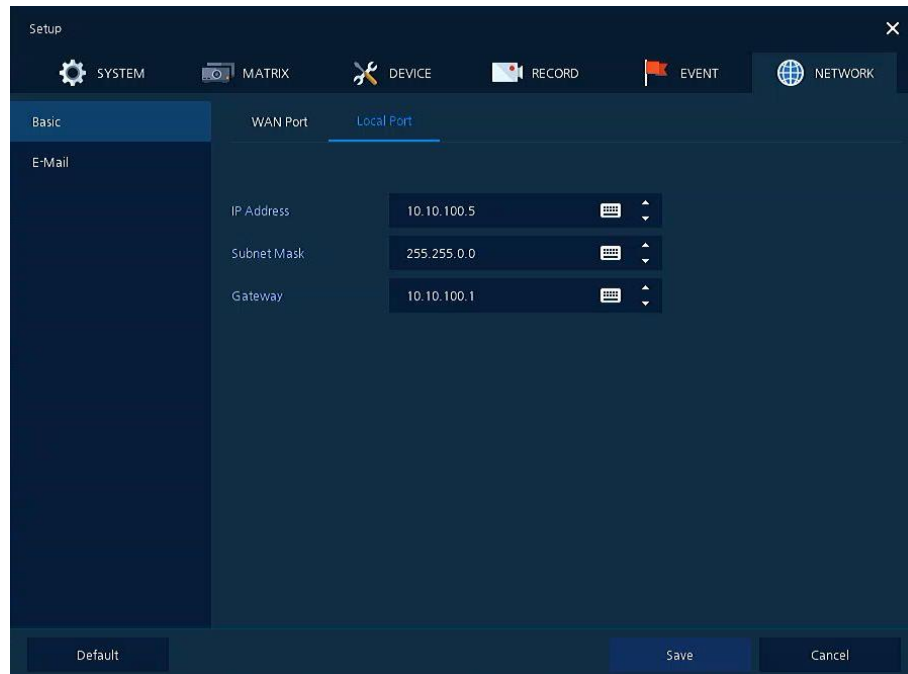 Setup
SYSTEM MATRIX DEVICE RECORD EVENT NETWORK
Basic
E-Mail
WAN Port Local Port
IP Address 10.10.100.5
Subnet Mask 255.255.0.0
Gateway 10.10.100.1
Default Save Cancel